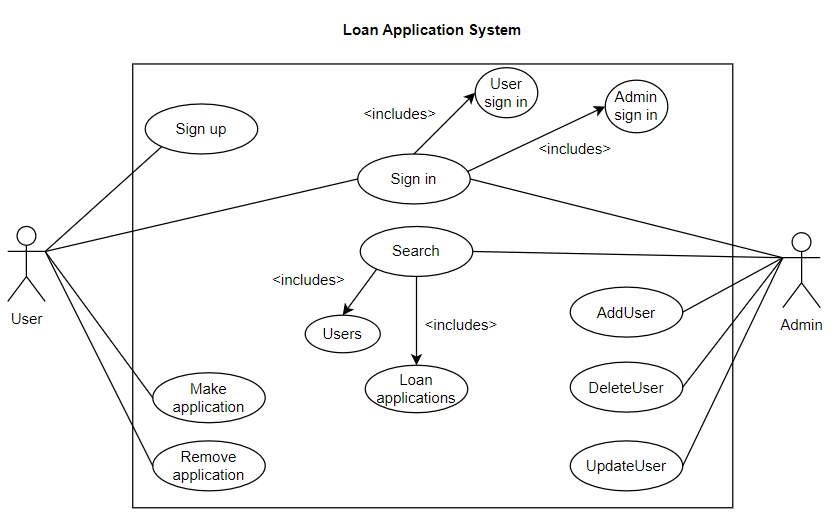 Loan Application System
User
sign in
Admin
sign in
<includes>
Sign up
<includes>
Sign in
Search
<includes>
User
Admin
AddUser
<includes>
Users
Loan
applications
DeleteUser
Make
application
Remove
application
UpdateUser